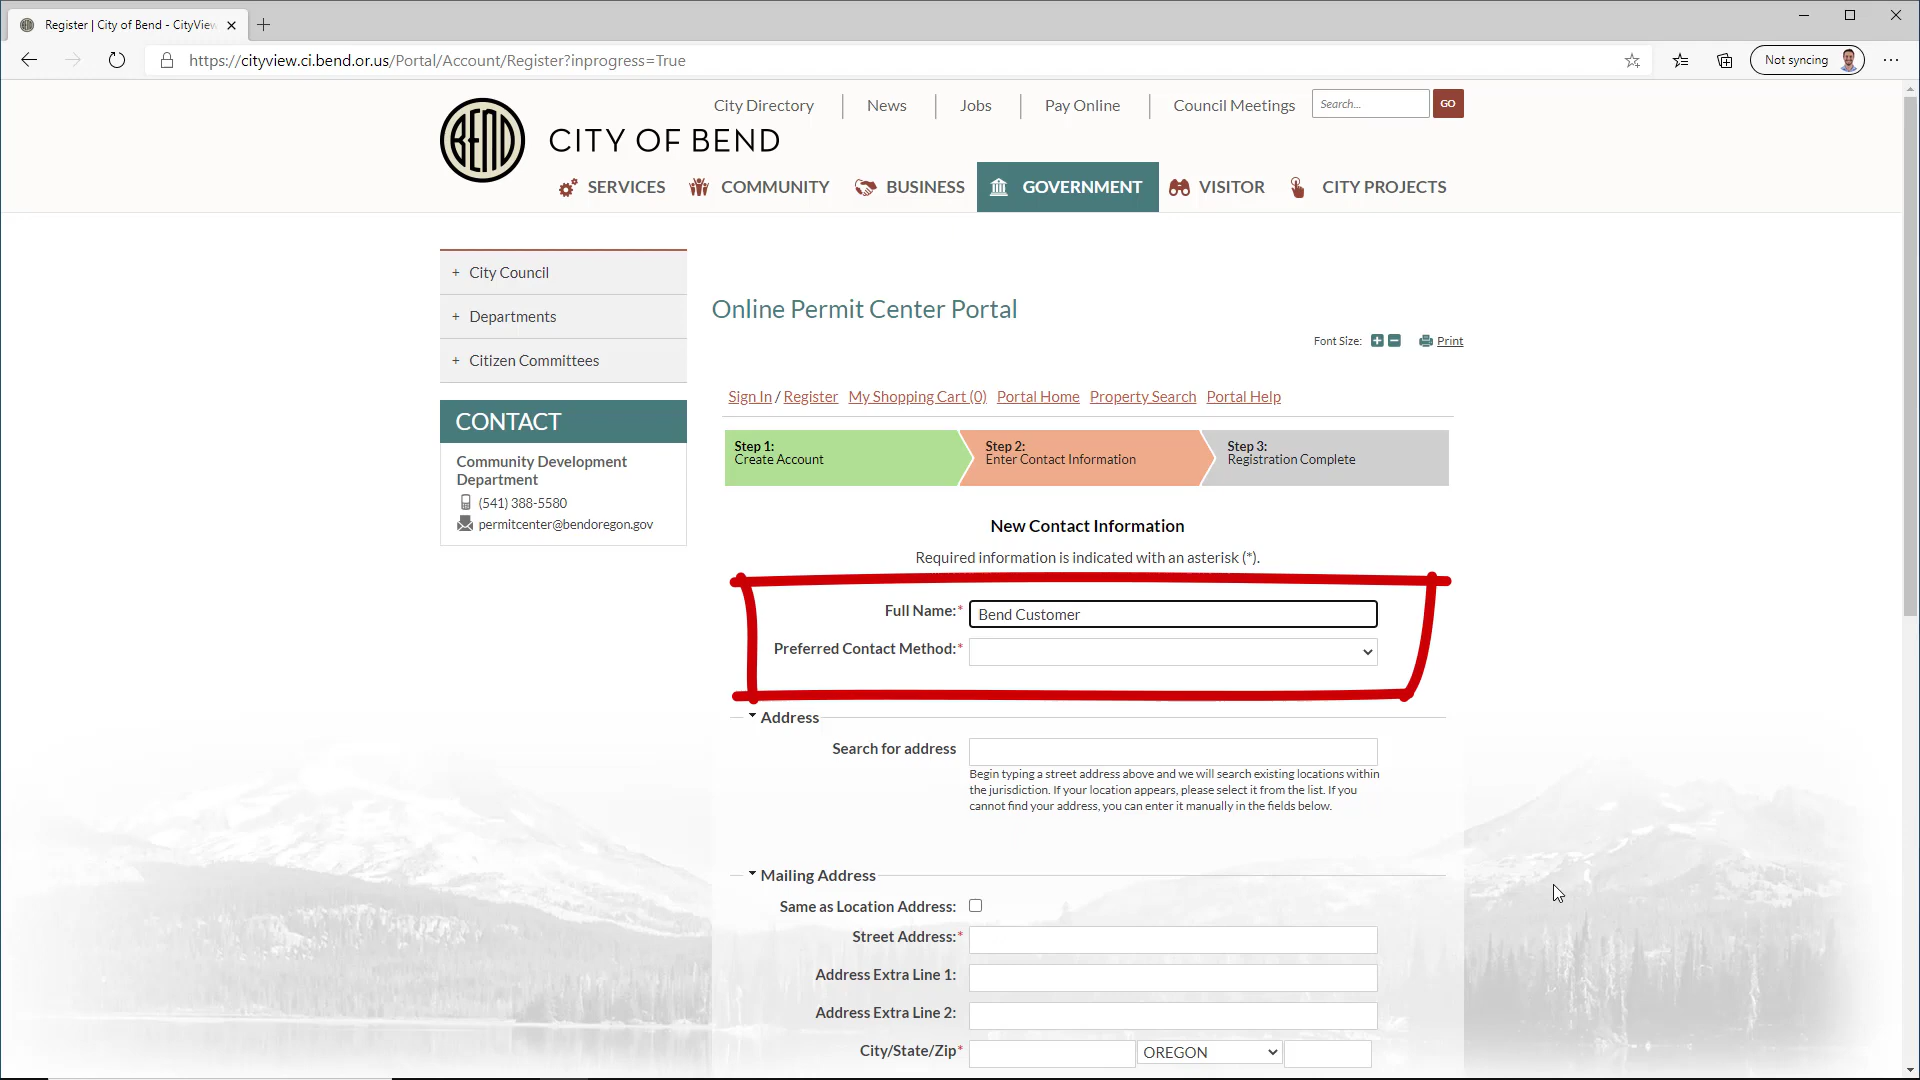 Register | City of Bend - CityView
https://cityview.ci.bend.or.us/Portal/Account/Register?inprogress=True
Not syncing
City Directory
News
Jobs
Pay Online
Council Meetings
Search...
GO
BEND
CITY OF BEND
SERVICES
COMMUNITY
BUSINESS
GOVERNMENT
VISITOR
CITY PROJECTS
+ City Council
+ Departments
+ Citizen Committees
CONTACT
Community Development
Department
(541) 388-5580
permitcenter@bendoregon.gov
Online Permit Center Portal
Font Size:
Print
Sign In / Register My Shopping Cart (0) Portal Home Property Search Portal Help
Step 1:
Create Account
Step 2:
Enter Contact Information
Step 3:
Registration Complete
New Contact Information
Required information is indicated with an asterisk (*).
Full Name:* Bend Customer
Preferred Contact Method:*
Address
Search for address
Begin typing a street address above and we will search existing locations within
the jurisdiction. If your location appears, please select it from the list. If you
cannot find your address, you can enter it manually in the fields below.
Mailing Address
Same as Location Address:
Street Address:*
Address Extra Line 1:
Address Extra Line 2:
City/State/Zip* OREGON